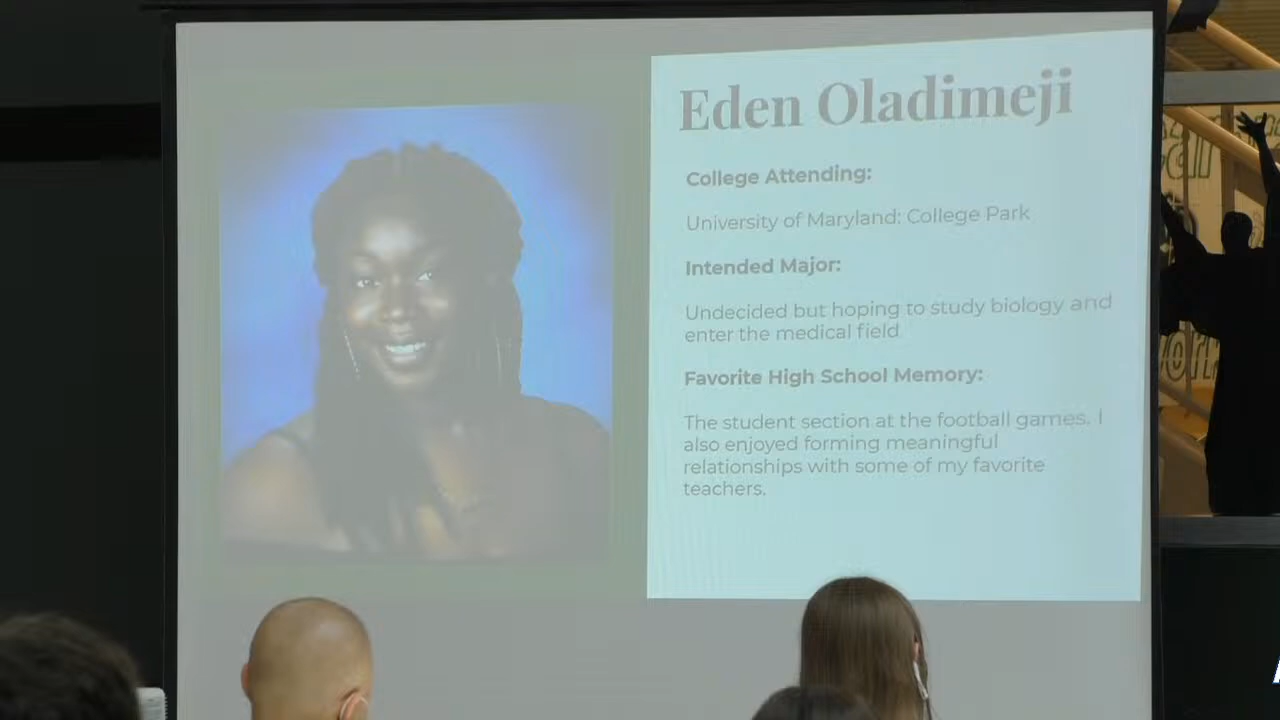 Eden Oladimeji
College Attending:
University of Maryland: College Park
Intended Major:
Undecided but hoping to study biology and
enter the medical field
Favorite High School Memory:
The student section at the football games. I
also enjoyed forming meaningful
relationships with some of my favorite
teachers.